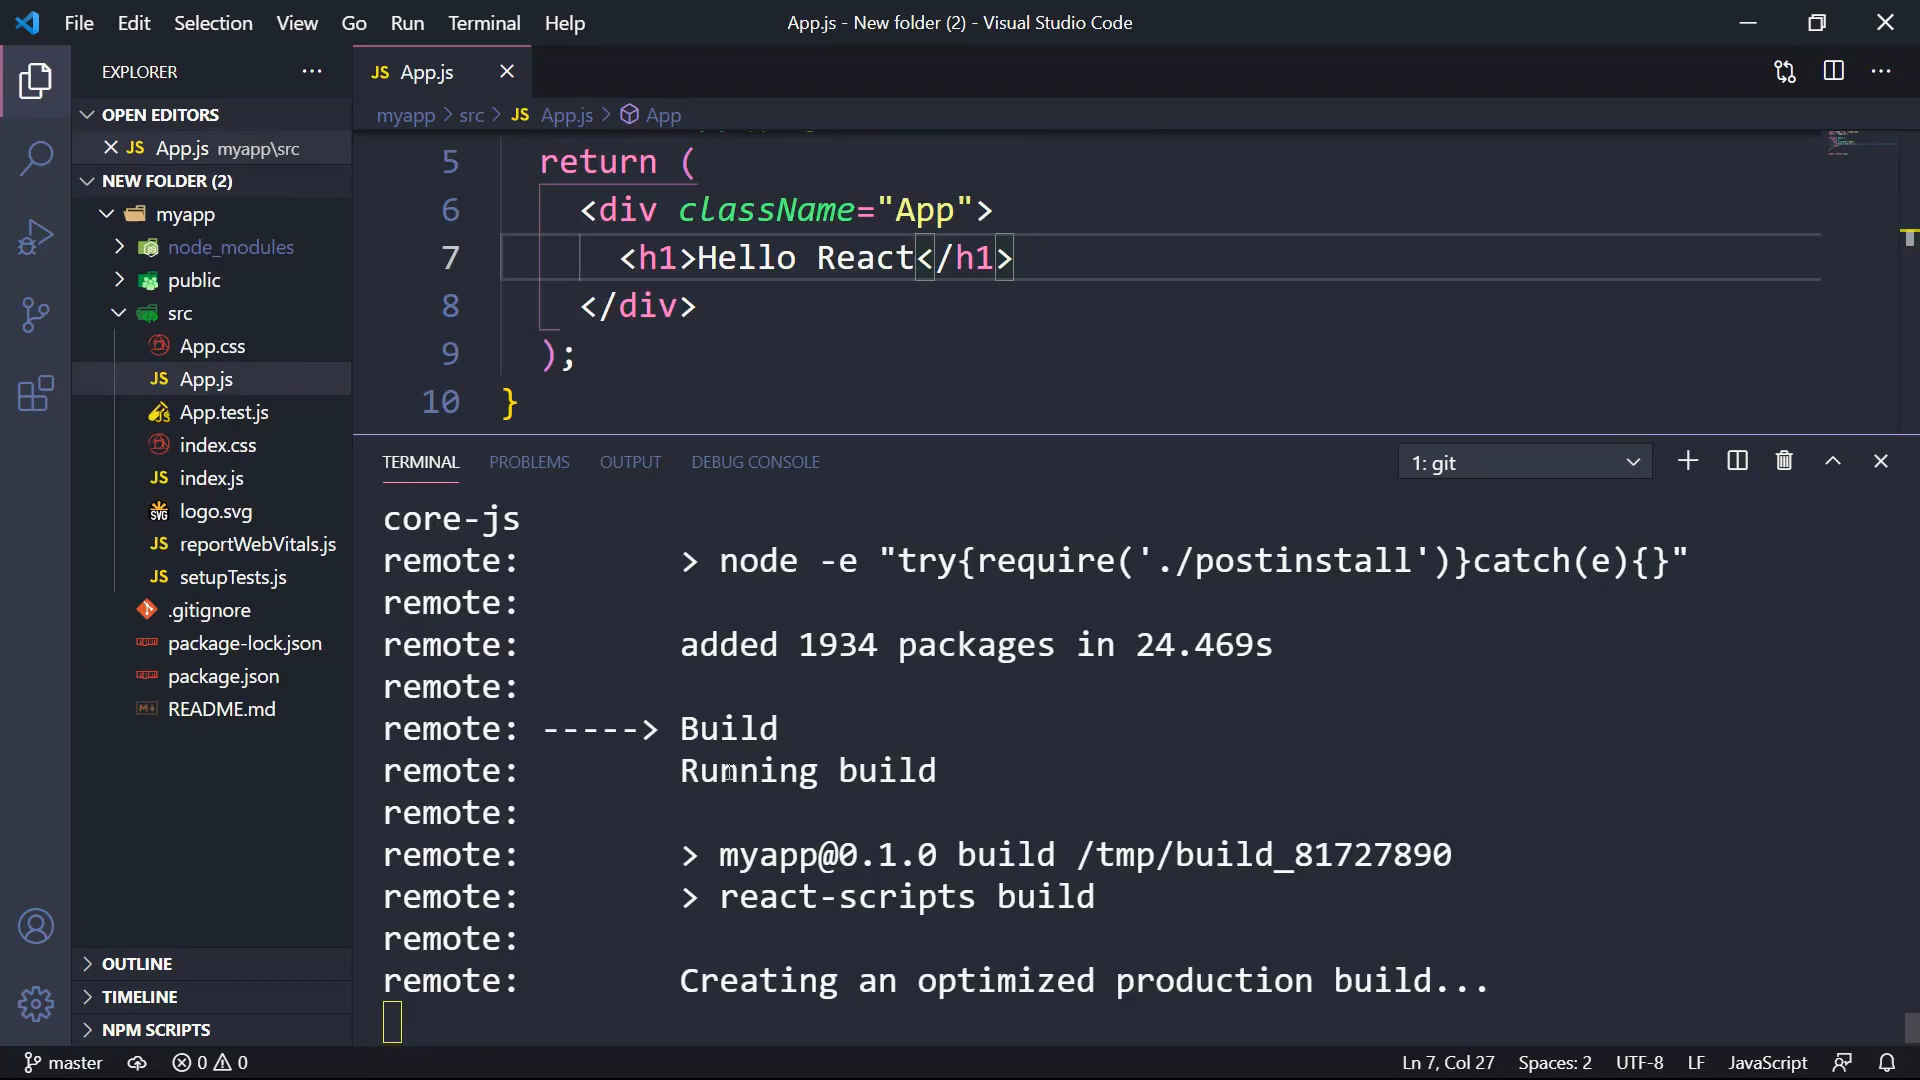 File Edit Selection View Go Run Terminal Help
App.js - New folder (2) - Visual Studio Code
EXPLORER
OPEN EDITORS
JS App.js myapp\src
NEW FOLDER (2)
myapp
node_modules
public
src
App.css
JS App.js
App.test.js
index.css
JS index.js
SVG logo.svg
JS reportWebVitals.js
JS setupTests.js
.gitignore
npm package-lock.json
npm package.json
README.md
OUTLINE
TIMELINE
NPM SCRIPTS
JS App.js
myapp > src > JS App.js > App
5 return (
6 <div className="App">
7 <h1>Hello React</h1>
8 </div>
9 );
10 }
TERMINAL PROBLEMS OUTPUT DEBUG CONSOLE
1: git
core-js
remote: > node -e "try{require('./postinstall')}catch(e){}"
remote:
remote: added 1934 packages in 24.469s
remote:
remote: -----> Build
remote: Running build
remote:
remote: > myapp@0.1.0 build /tmp/build_81727890
remote: > react-scripts build
remote:
remote: Creating an optimized production build...
master 0 0
Ln 7, Col 27 Spaces: 2 UTF-8 LF JavaScript